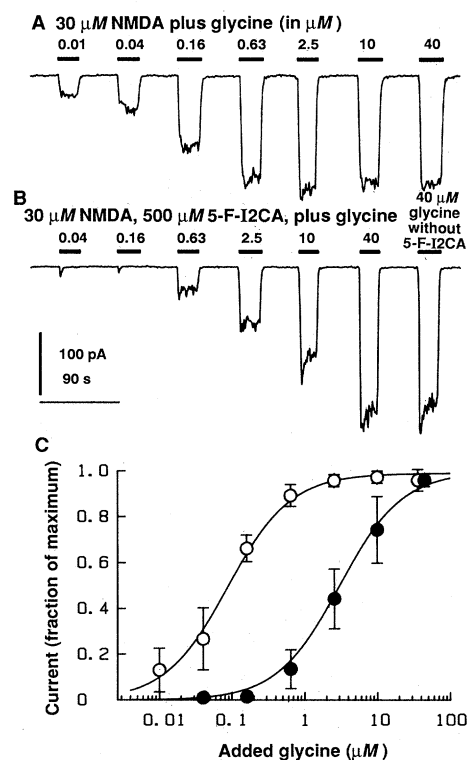 A 30 μM NMDA plus glycine (in μM)
0.01 0.04 0.16 0.63 2.5 10 40
B
30 μM NMDA, 500 μM 5-F-I2CA, plus glycine
40 μM
glycine
without
5-F-I2CA
0.04 0.16 0.63 2.5 10 40
100 pA
90 s
C
Current (fraction of maximum)
1.0
0.8
0.6
0.4
0.2
0
0.01 0.1 1 10 100
Added glycine (μM)